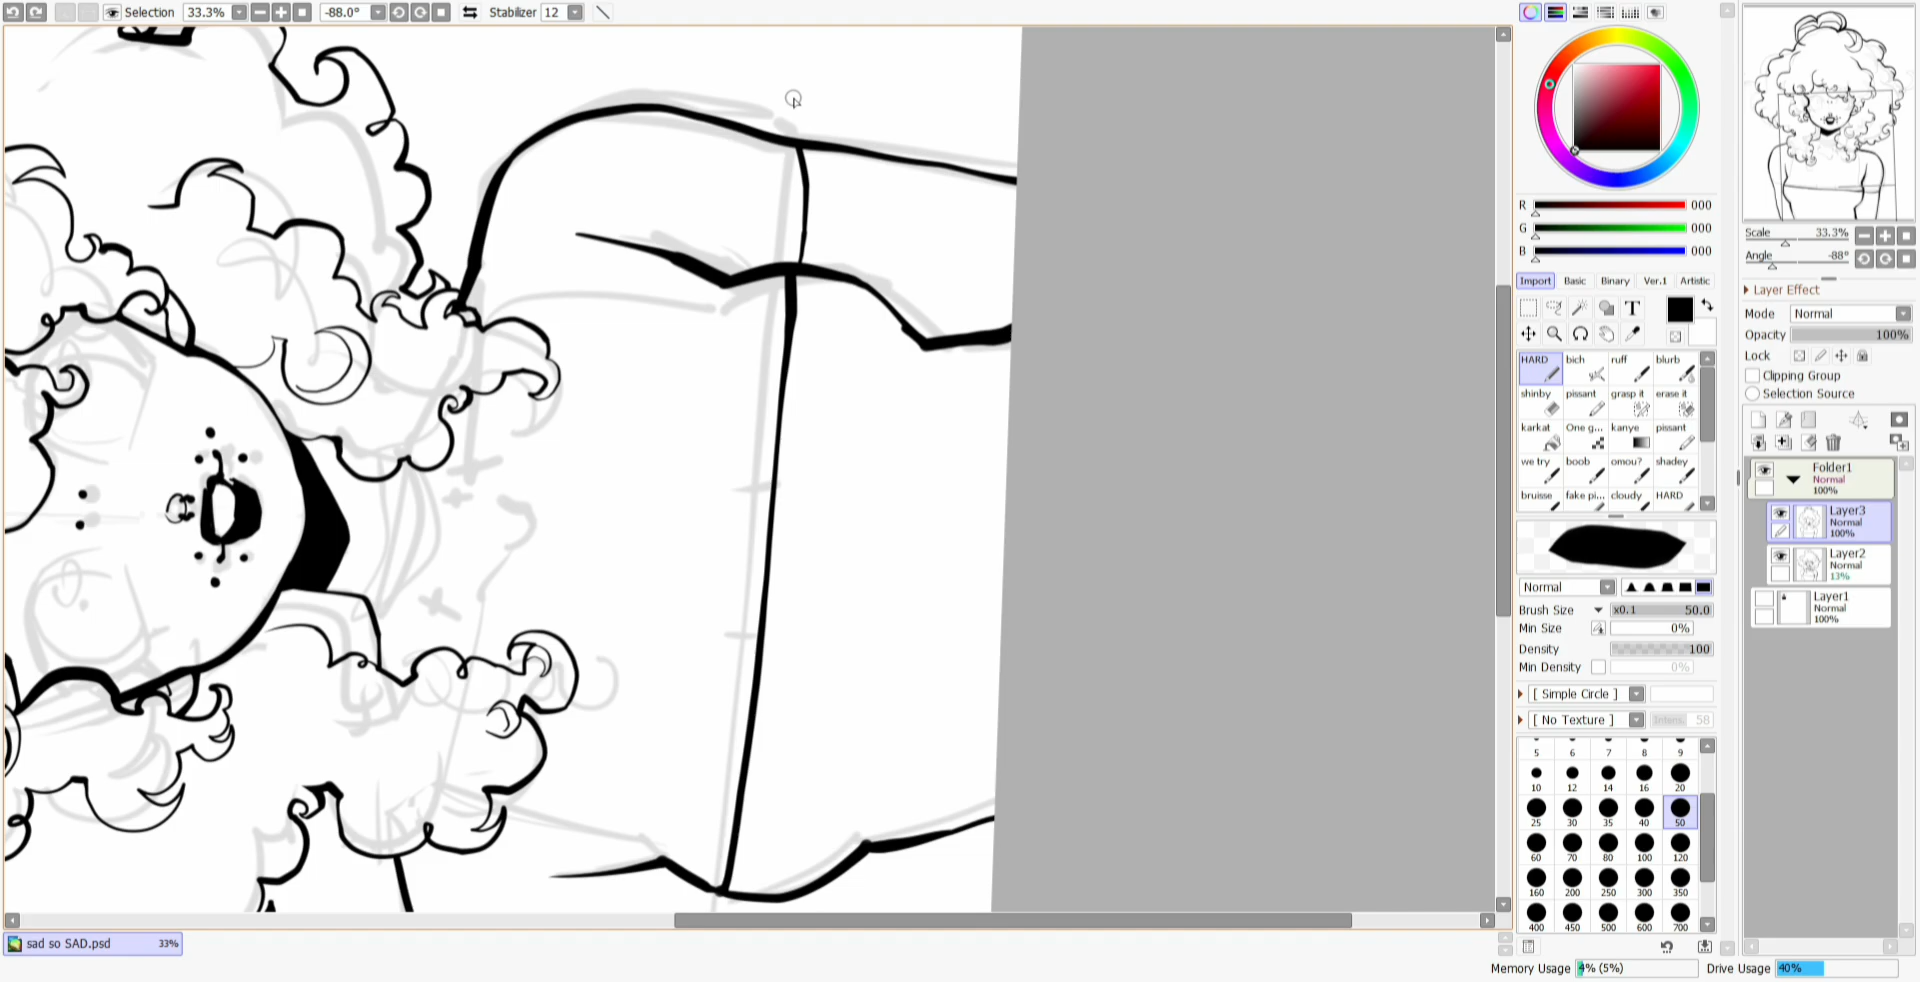 Selection 33.3% -88.0° Stabilizer 12
R 000
G 000
B 000
Import Basic Binary Ver.1 Artistic
T
HARD bich ruff blurb
shinby pissant grasp it erase it
karkat One g... kanye pissant
we try boob omou? shadey
bruisse fake pi... cloudy HARD
Normal
Brush Size x0.1 50.0
Min Size 0%
Density 100
Min Density 0%
[ Simple Circle ]
[ No Texture ] Intens. 58
5 6 7 8 9
10 12 14 16 20
25 30 35 40 50
60 70 80 100 120
160 200 250 300 350
400 450 500 600 700
Scale 33.3%
Angle -88°
Layer Effect
Mode Normal
Opacity 100%
Lock
Clipping Group
Selection Source
Folder1
Normal
100%
Layer3
Normal
100%
Layer2
Normal
13%
Layer1
Normal
100%
sad so SAD.psd 33%
Memory Usage 4% (5%) Drive Usage 40%